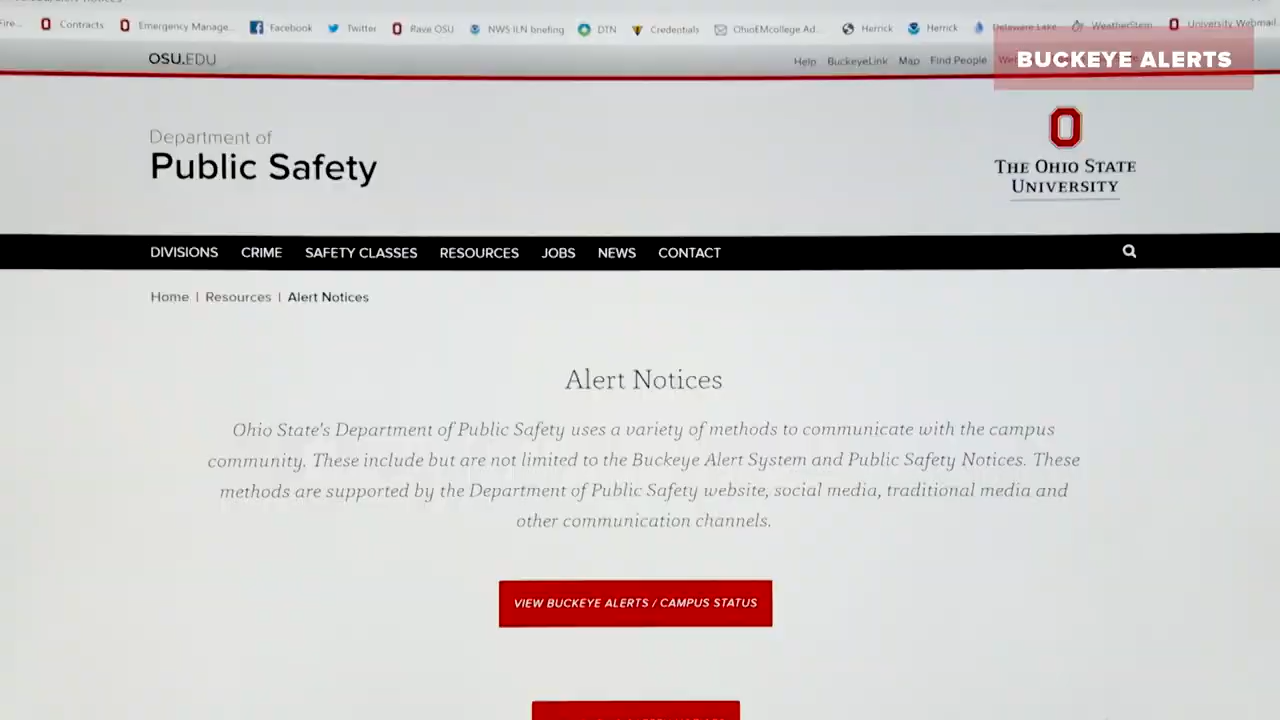 Contracts
Emergency Manage...
Facebook
Twitter
Rave OSU
NWS ILN briefing
DTN
Credentials
OhioEMcollege Ad...
Herrick
Herrick
Delaware Lake
WeatherStem
University Webmail
OSU.EDU
Help
BuckeyeLink
Map
Find People
BUCKEYE ALERTS
Department of
Public Safety
O
THE OHIO STATE
UNIVERSITY
DIVISIONS
CRIME
SAFETY CLASSES
RESOURCES
JOBS
NEWS
CONTACT
Home | Resources | Alert Notices
Alert Notices
Ohio State's Department of Public Safety uses a variety of methods to communicate with the campus
community. These include but are not limited to the Buckeye Alert System and Public Safety Notices. These
methods are supported by the Department of Public Safety website, social media, traditional media and
other communication channels.
VIEW BUCKEYE ALERTS / CAMPUS STATUS